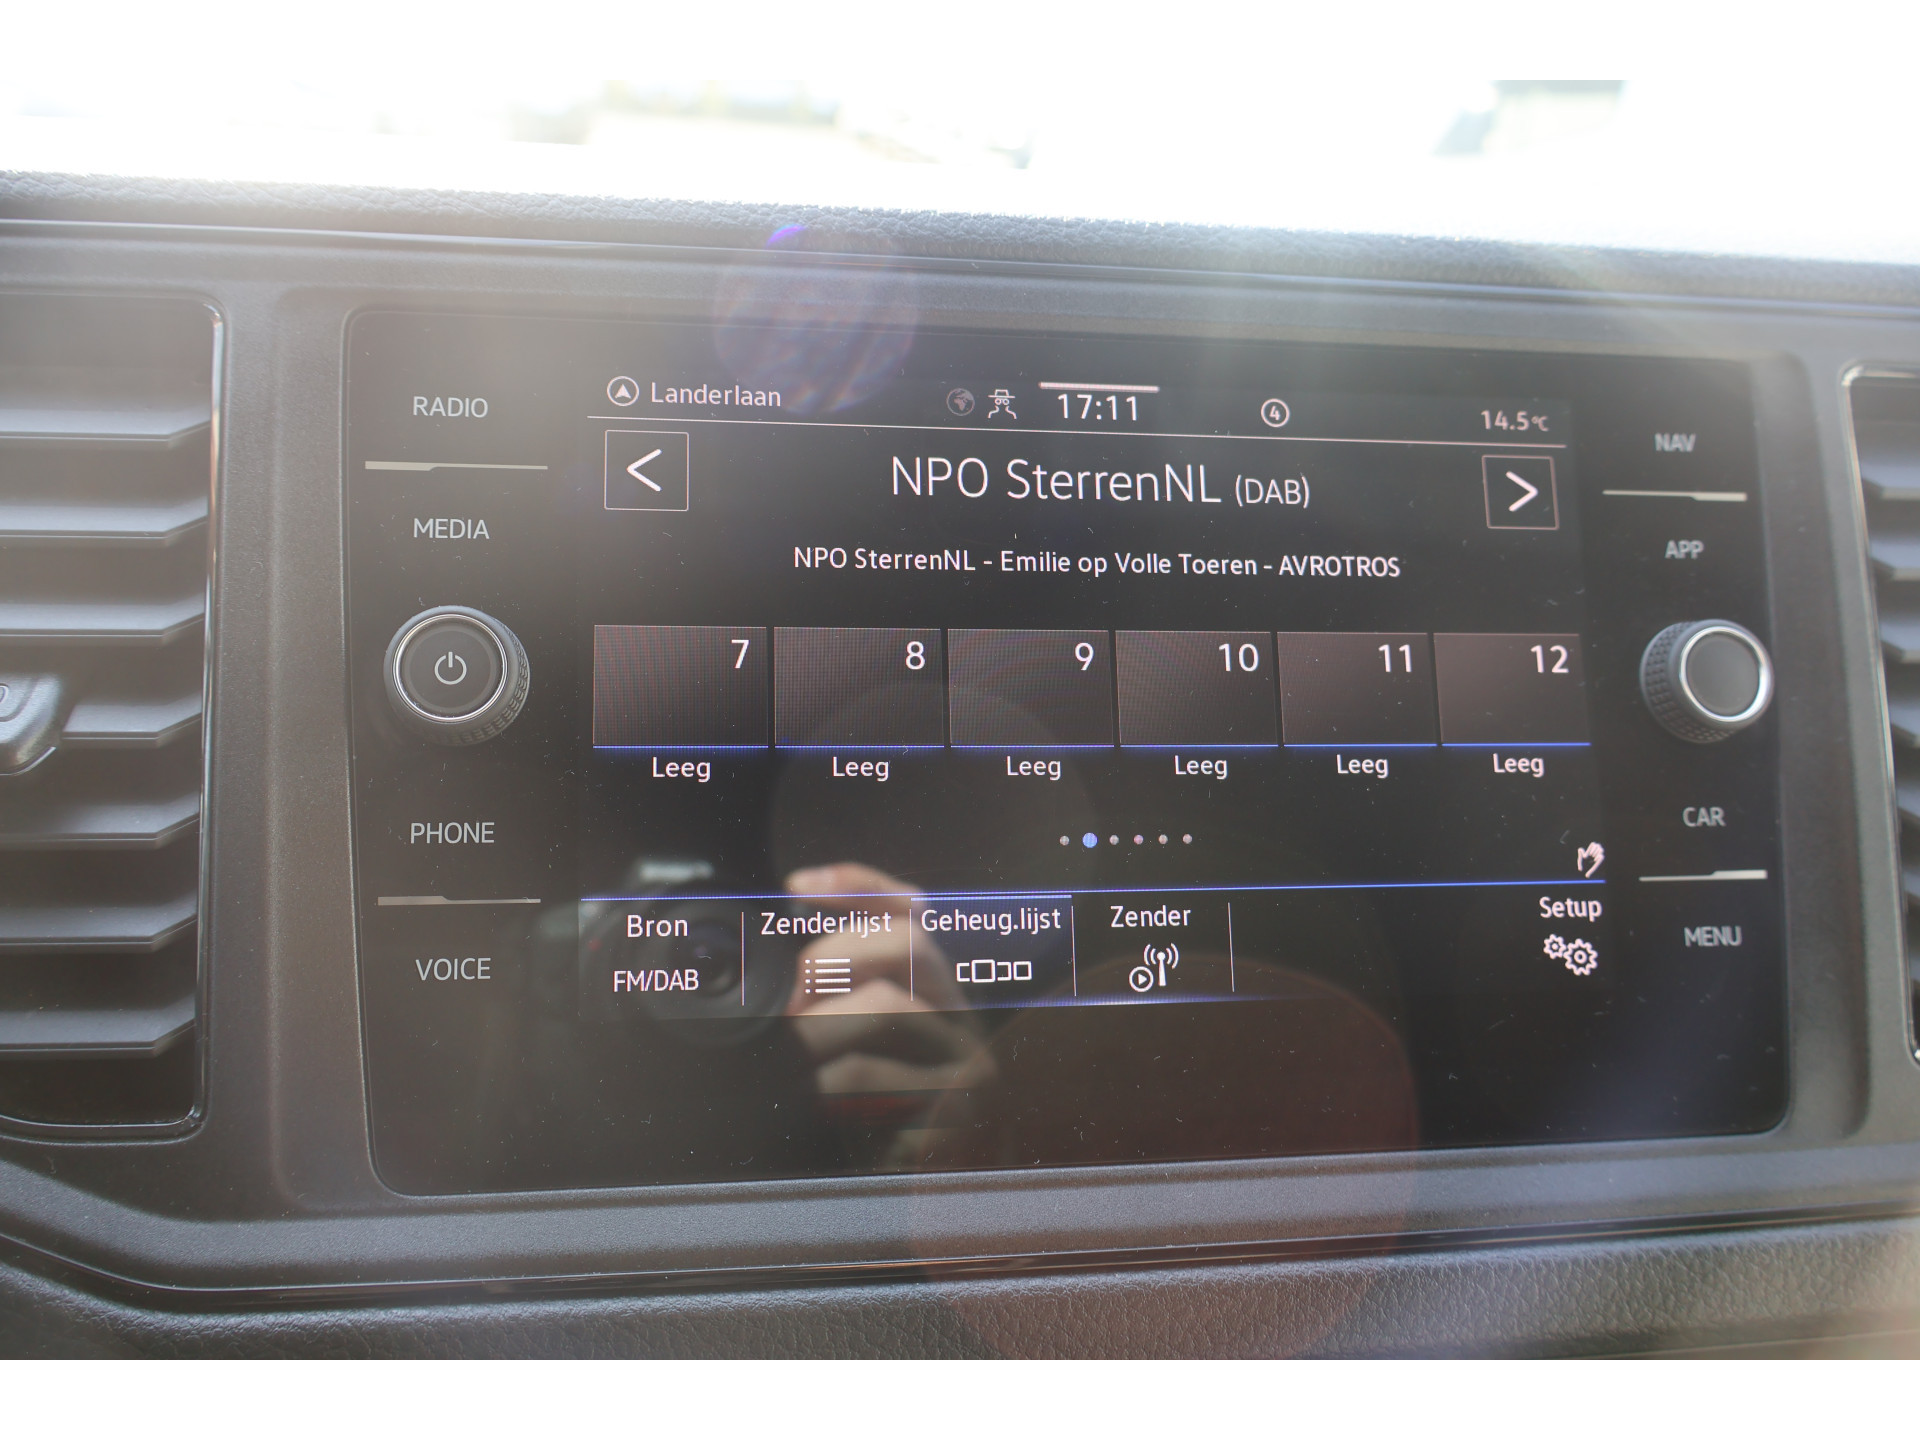 RADIO
MEDIA
PHONE
VOICE
Landerlaan
17:11
4
14.5°C
<
NPO SterrenNL (DAB)
>
NPO SterrenNL - Emilie op Volle Toeren - AVROTROS
7 8 9 10 11 12
Leeg Leeg Leeg Leeg Leeg Leeg
Bron Zenderlijst Geheug.lijst Zender Setup
FM/DAB
NAV
APP
CAR
MENU